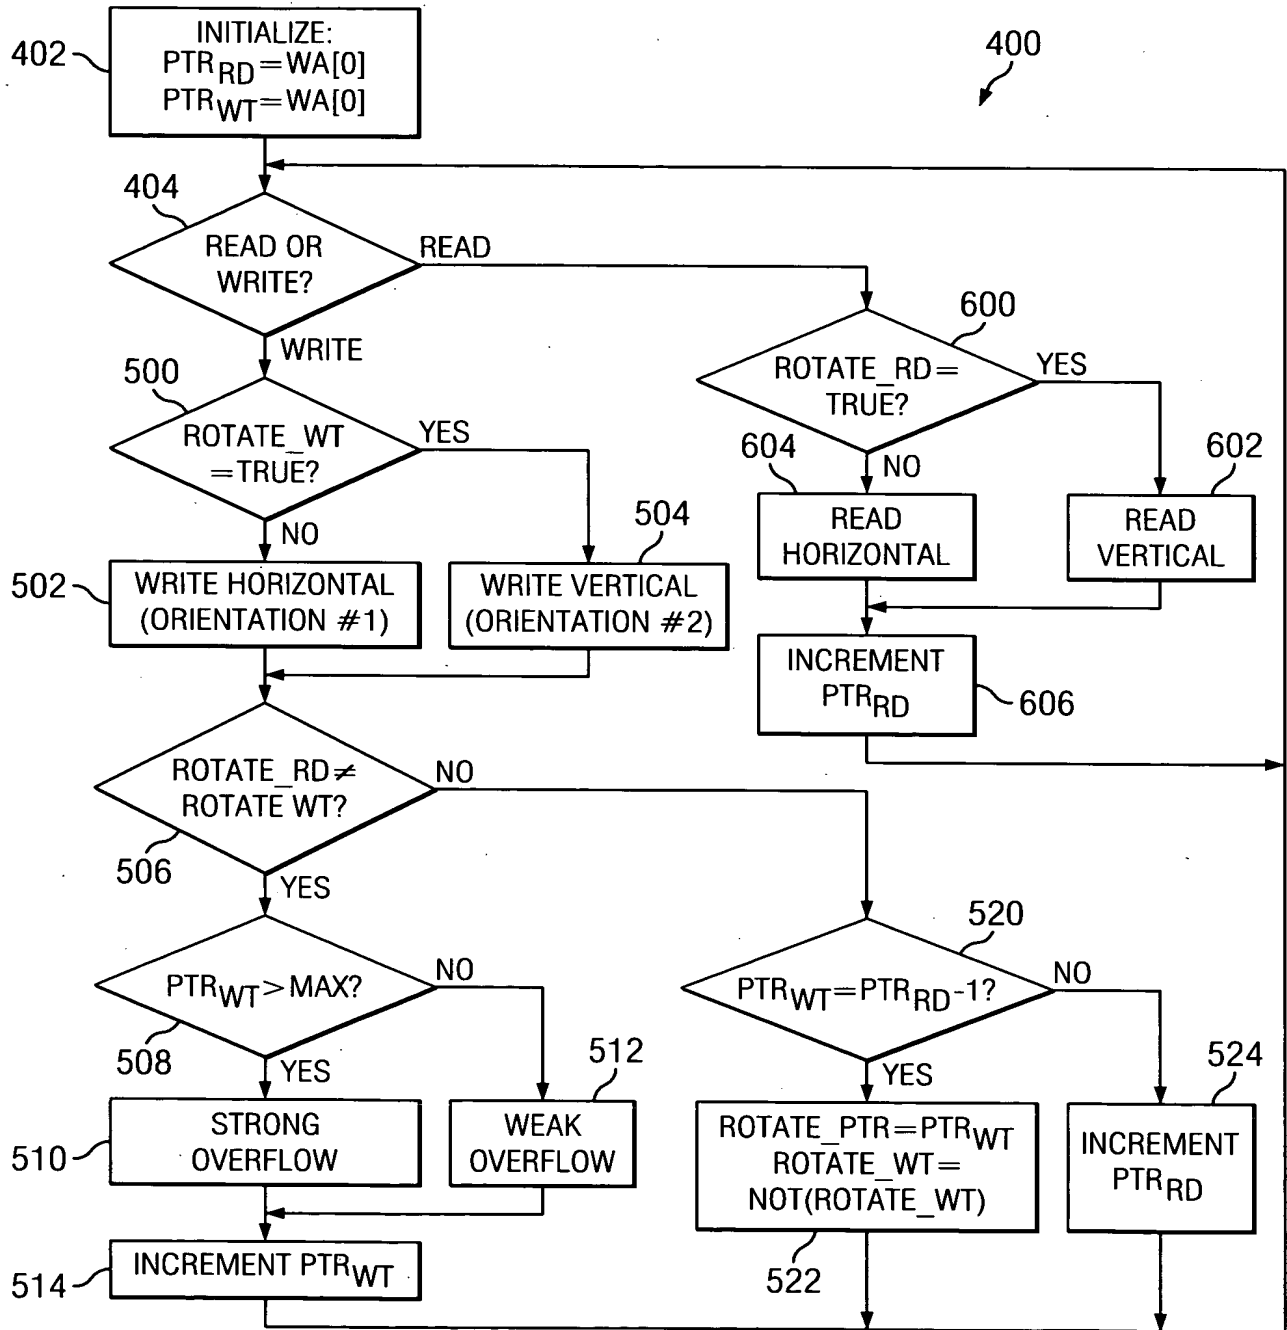 402
INITIALIZE:
PTRRD=WA[0]
PTRWT=WA[0]
400
404
READ OR
WRITE?
READ
WRITE
600
ROTATE_RD=
TRUE?
YES
NO
500
ROTATE_WT
=TRUE?
YES
NO
604
READ
HORIZONTAL
602
READ
VERTICAL
502
WRITE HORIZONTAL
(ORIENTATION #1)
504
WRITE VERTICAL
(ORIENTATION #2)
INCREMENT
PTRRD
606
ROTATE_RD≠
ROTATE WT?
NO
506
YES
PTRWT>MAX?
NO
508
YES
520
PTRWT=PTRRD-1?
NO
YES
510
STRONG
OVERFLOW
512
WEAK
OVERFLOW
ROTATE_PTR=PTRWT
ROTATE_WT=
NOT(ROTATE_WT)
522
524
INCREMENT
PTRRD
514
INCREMENT PTRWT